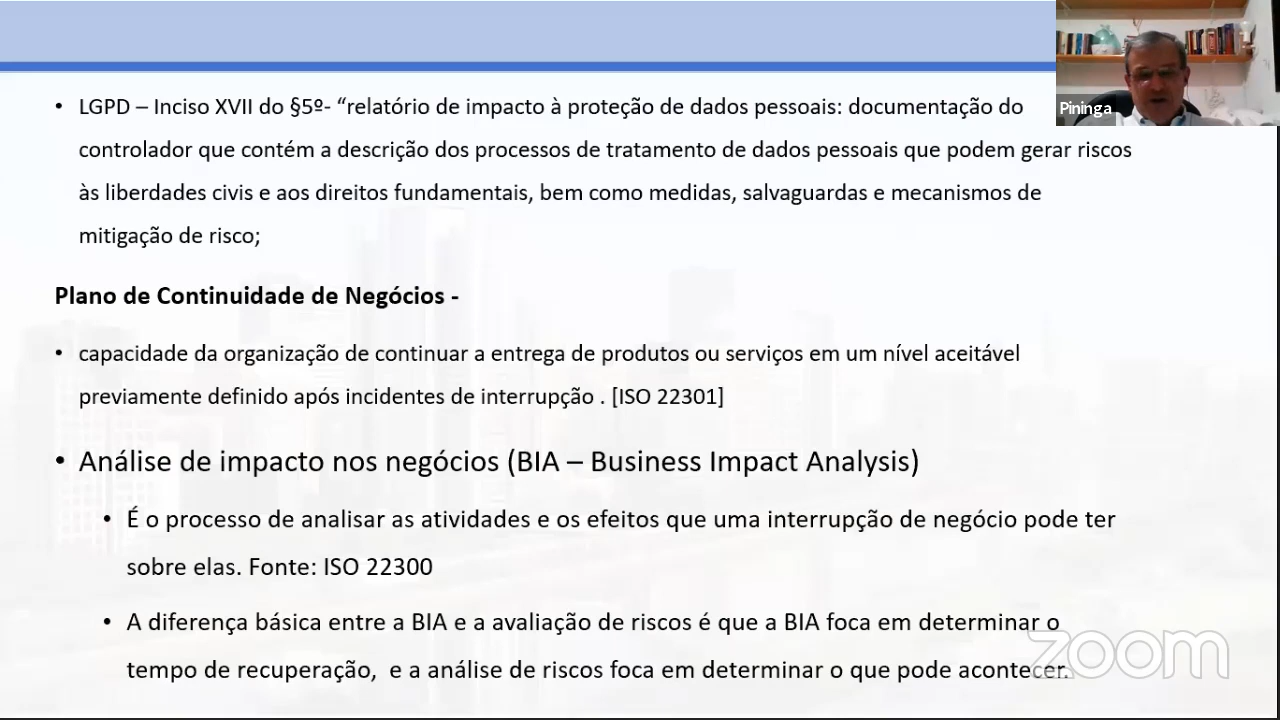 • LGPD – Inciso XVII do §5º- “relatório de impacto à proteção de dados pessoais: documentação do
controlador que contém a descrição dos processos de tratamento de dados pessoais que podem gerar riscos
às liberdades civis e aos direitos fundamentais, bem como medidas, salvaguardas e mecanismos de
mitigação de risco;
Pininga
Plano de Continuidade de Negócios -
• capacidade da organização de continuar a entrega de produtos ou serviços em um nível aceitável
previamente definido após incidentes de interrupção . [ISO 22301]
• Análise de impacto nos negócios (BIA – Business Impact Analysis)
• É o processo de analisar as atividades e os efeitos que uma interrupção de negócio pode ter
sobre elas. Fonte: ISO 22300
• A diferença básica entre a BIA e a avaliação de riscos é que a BIA foca em determinar o
tempo de recuperação, e a análise de riscos foca em determinar o que pode acontecer.
zoom